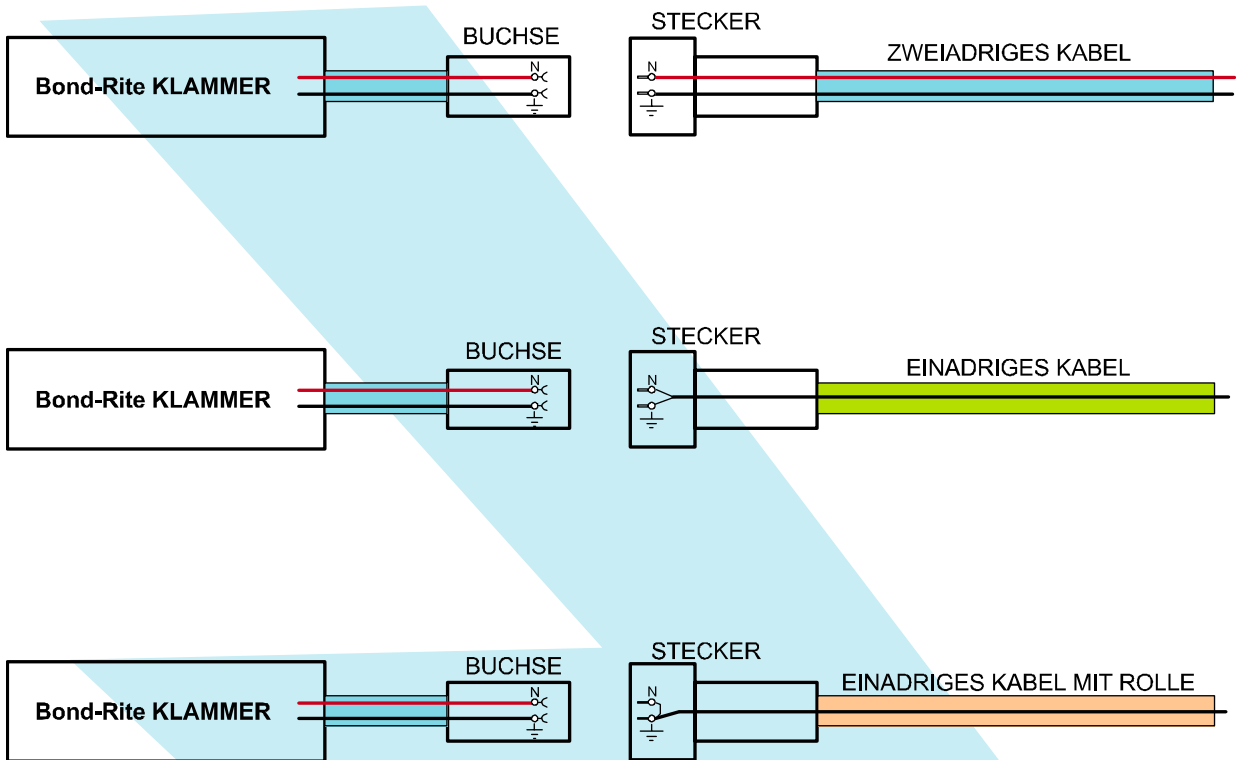 STECKER
BUCHSE
ZWEIADRIGES KABEL
Bond-Rite KLAMMER
N
N
STECKER
BUCHSE
EINADRIGES KABEL
Bond-Rite KLAMMER
N
N
STECKER
BUCHSE
EINADRIGES KABEL MIT ROLLE
Bond-Rite KLAMMER
N
N